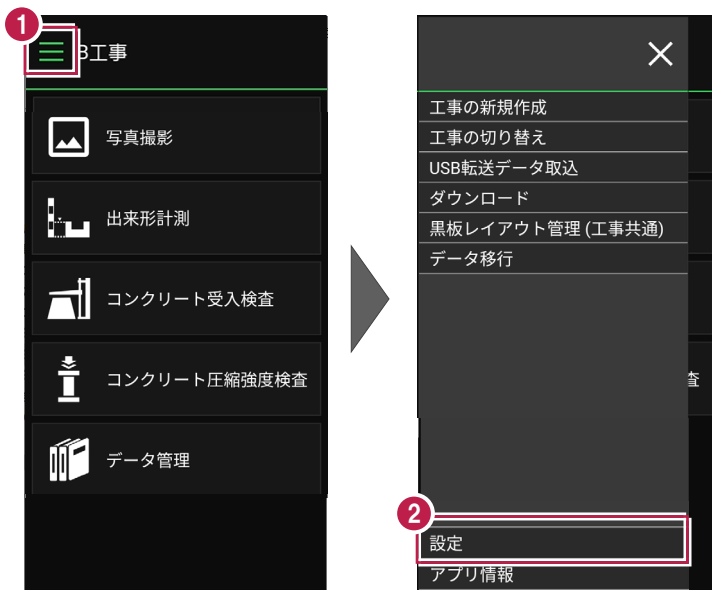 1
B工事
写真撮影
出来形計測
コンクリート受入検査
コンクリート圧縮強度検査
データ管理
工事の新規作成
工事の切り替え
USB転送データ取込
ダウンロード
黒板レイアウト管理 (工事共通)
データ移行
査
2
設定
アプリ情報